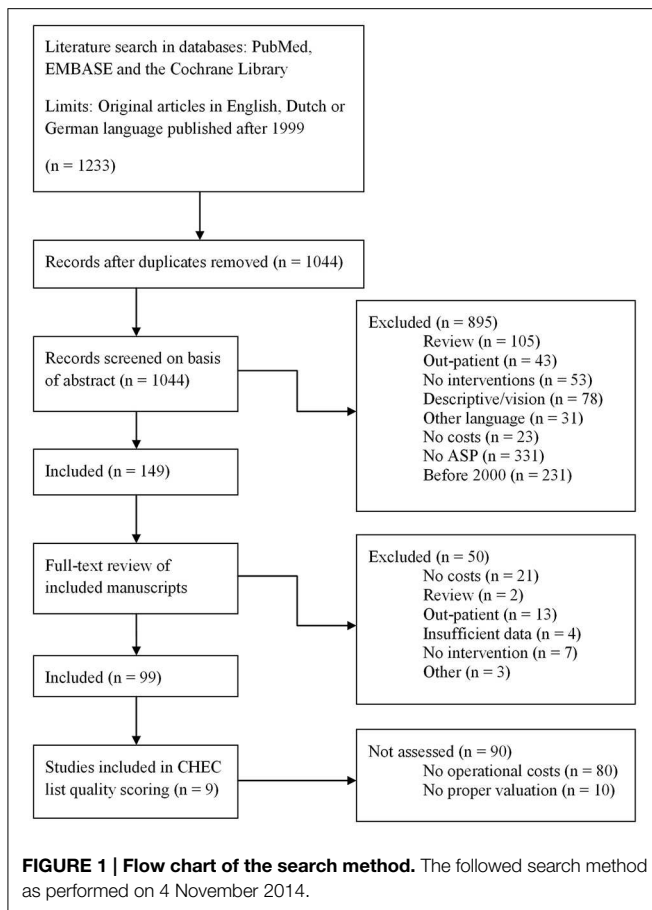 Literature search in databases: PubMed,
EMBASE and the Cochrane Library
Limits: Original articles in English, Dutch or
German language published after 1999
(n = 1233)
Records after duplicates removed (n = 1044)
Records screened on basis
of abstract (n = 1044)
Excluded (n = 895)
Review (n = 105)
Out-patient (n = 43)
No interventions (n = 53)
Descriptive/vision (n = 78)
Other language (n = 31)
No costs (n = 23)
No ASP (n = 331)
Before 2000 (n = 231)
Included (n = 149)
Full-text review of
included manuscripts
Excluded (n = 50)
No costs (n = 21)
Review (n = 2)
Out-patient (n = 13)
Insufficient data (n = 4)
No intervention (n = 7)
Other (n = 3)
Included (n = 99)
Studies included in CHEC
list quality scoring (n = 9)
Not assessed (n = 90)
No operational costs (n = 80)
No proper valuation (n = 10)
FIGURE 1 | Flow chart of the search method. The followed search method
as performed on 4 November 2014.